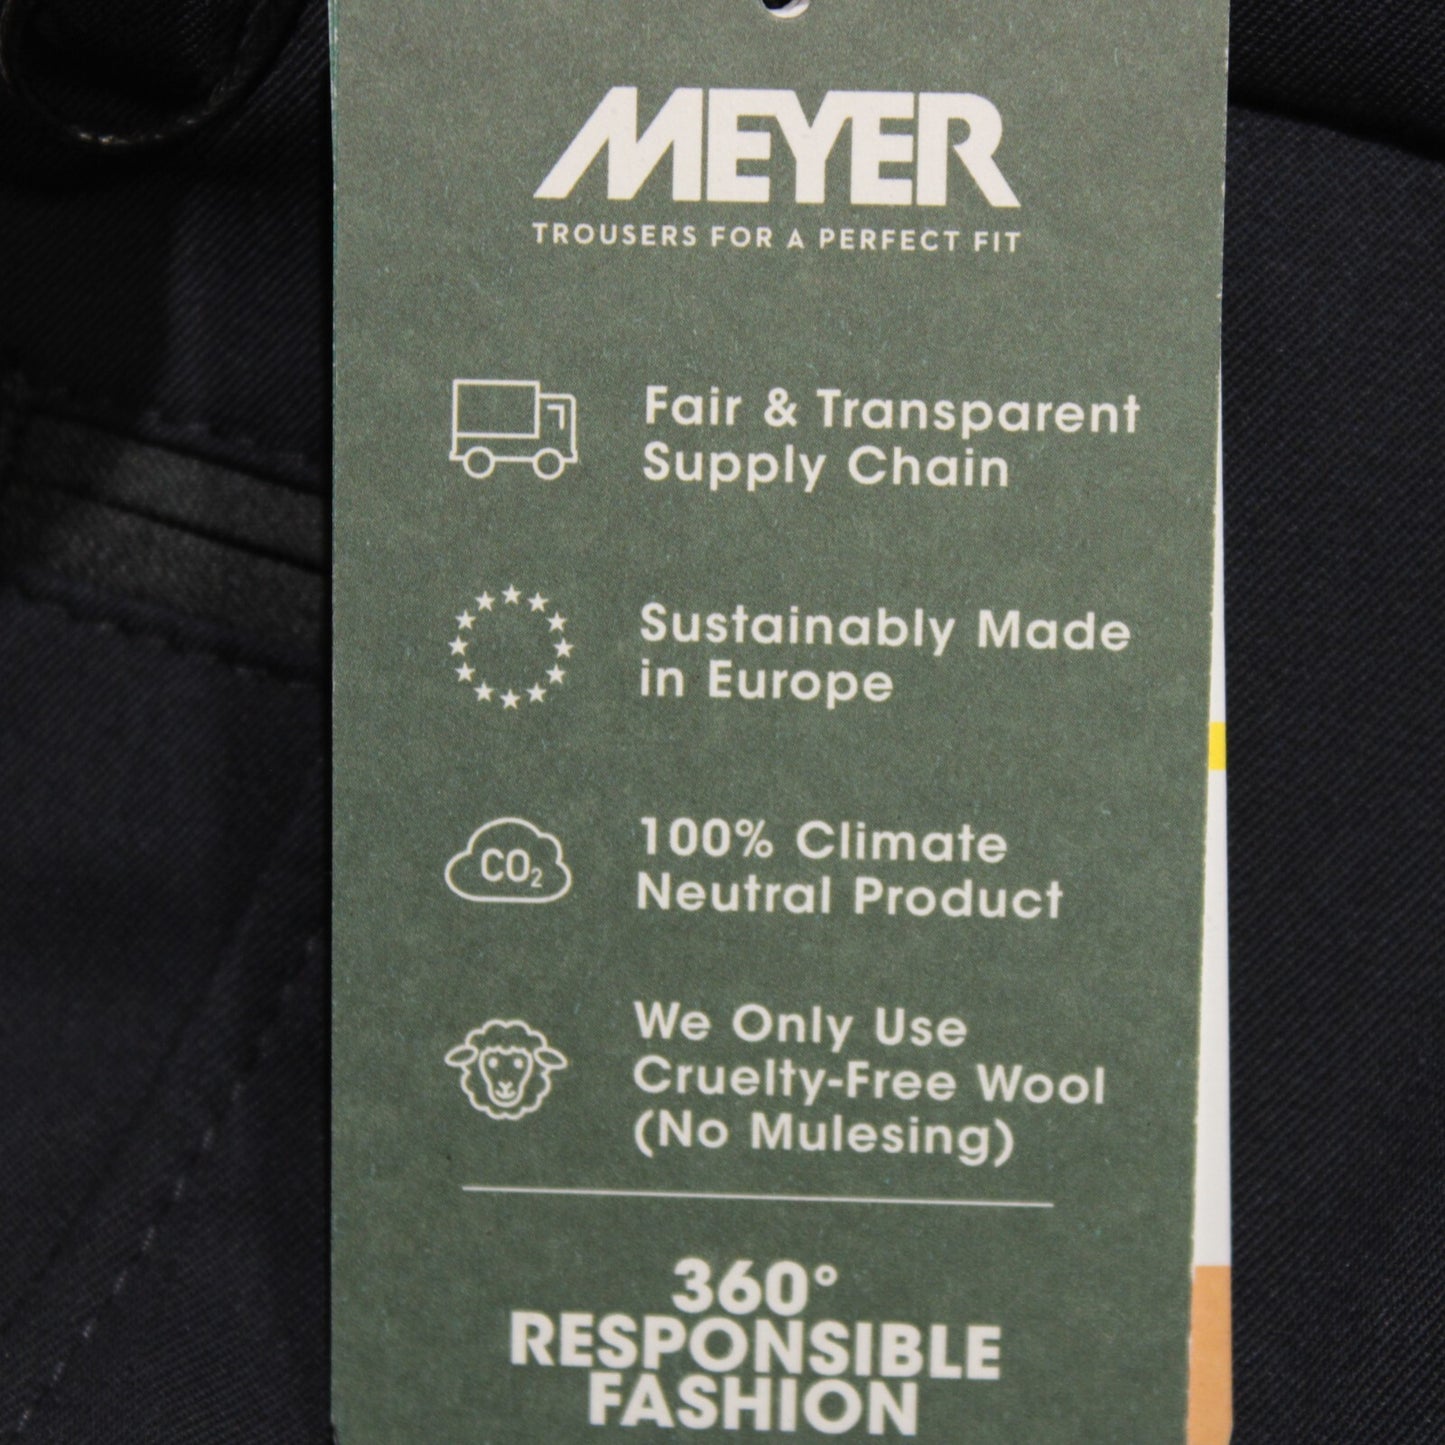 MEYER
TROUSERS FOR A PERFECT FIT
Fair & Transparent
Supply Chain
Sustainably Made
in Europe
CO₂
100% Climate
Neutral Product
We Only Use
Cruelty-Free Wool
(No Mulesing)
360°
RESPONSIBLE
FASHION